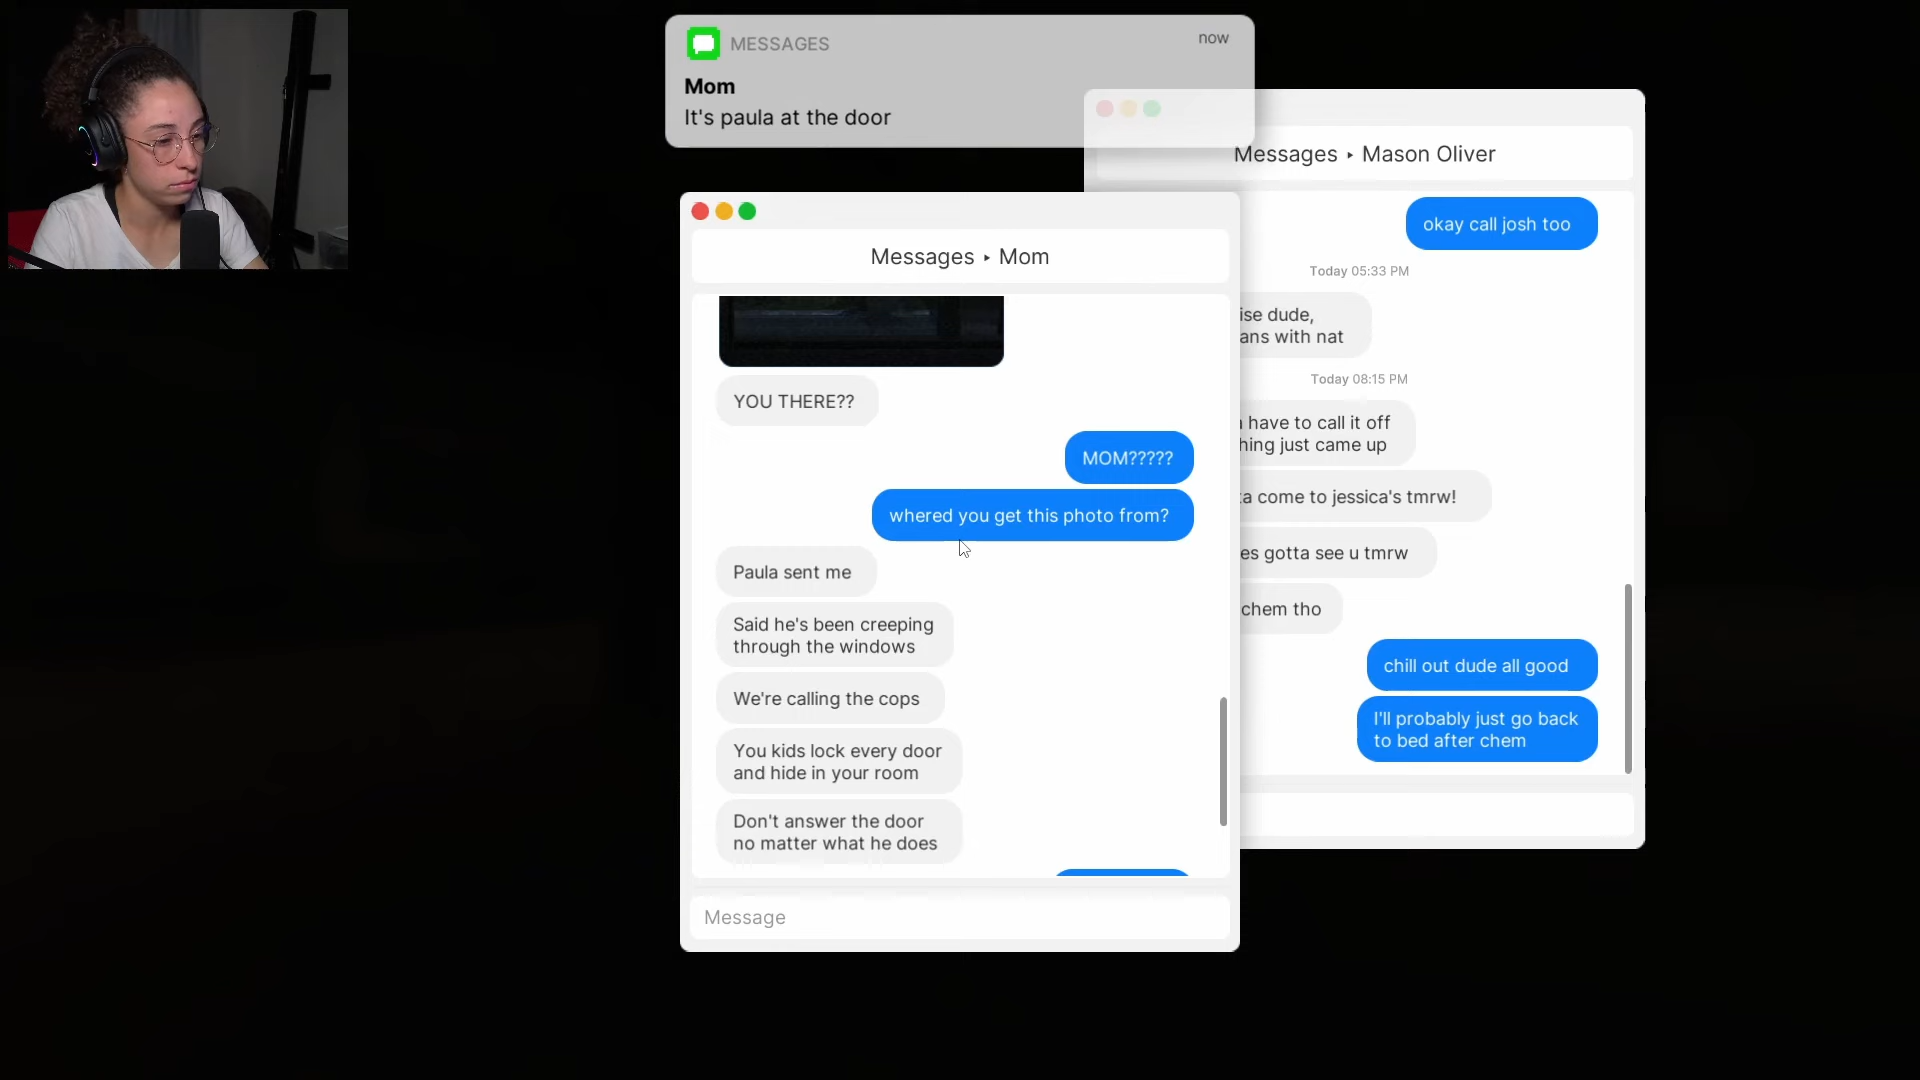 MESSAGES
now
Mom
It's paula at the door
Messages ‣ Mom
YOU THERE??
MOM?????
whered you get this photo from?
Paula sent me
Said he's been creeping
through the windows
We're calling the cops
You kids lock every door
and hide in your room
Don't answer the door
no matter what he does
Message
Messages ‣ Mason Oliver
okay call josh too
Today 05:33 PM
dude,
with nat
Today 08:15 PM
have to call it off
just came up
come to jessica's tmrw!
gotta see u tmrw
chem tho
chill out dude all good
I'll probably just go back
to bed after chem